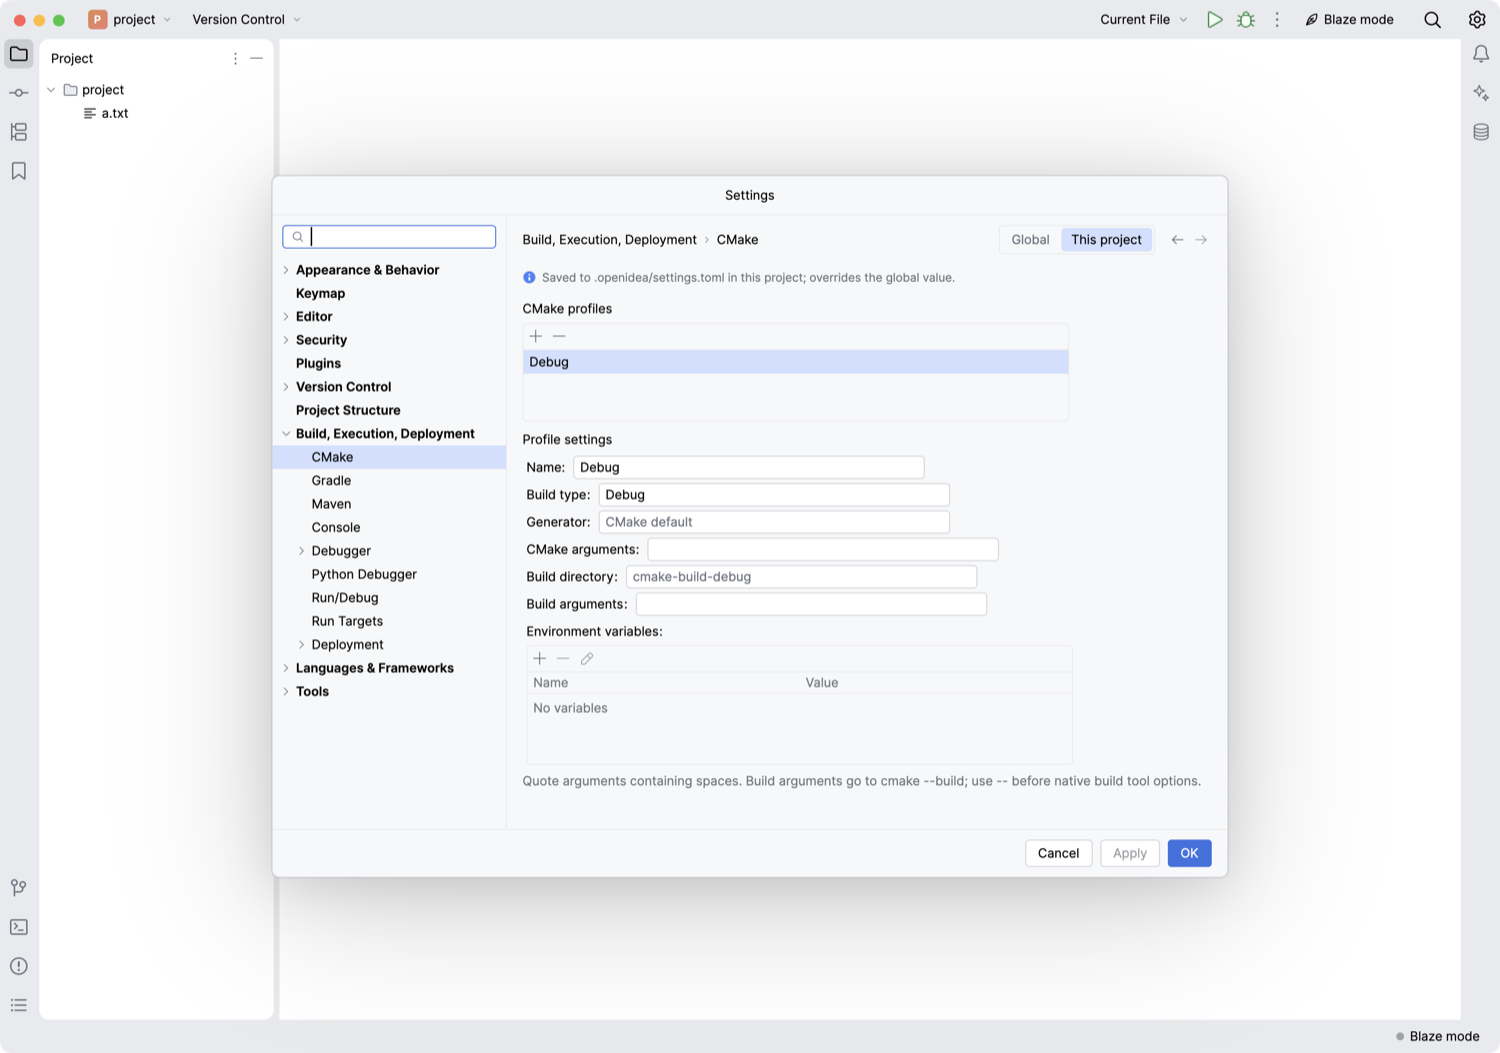 P project Version Control Current File Blaze mode
Project
project
a.txt
Settings
Build, Execution, Deployment › CMake Global This project
Appearance & Behavior
Keymap
Editor
Security
Plugins
Version Control
Project Structure
Build, Execution, Deployment
CMake
Gradle
Maven
Console
Debugger
Python Debugger
Run/Debug
Run Targets
Deployment
Languages & Frameworks
Tools
Saved to .openidea/settings.toml in this project; overrides the global value.
CMake profiles
Debug
Profile settings
Name: Debug
Build type: Debug
Generator: CMake default
CMake arguments:
Build directory: cmake-build-debug
Build arguments:
Environment variables:
Name Value
No variables
Quote arguments containing spaces. Build arguments go to cmake --build; use -- before native build tool options.
Cancel Apply OK
Blaze mode